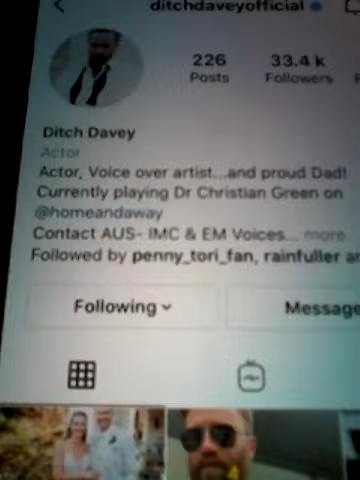 ditchdaveyofficial
226
33.4 k
Posts
Followers
Ditch Davey
Actor
Actor, Voice over artist...and proud Dad!
Currently playing Dr Christian Green on
@homeandaway
Contact AUS- IMC & EM Voices... more
Followed by penny_tori_fan, rainfuller ar
Following
Message